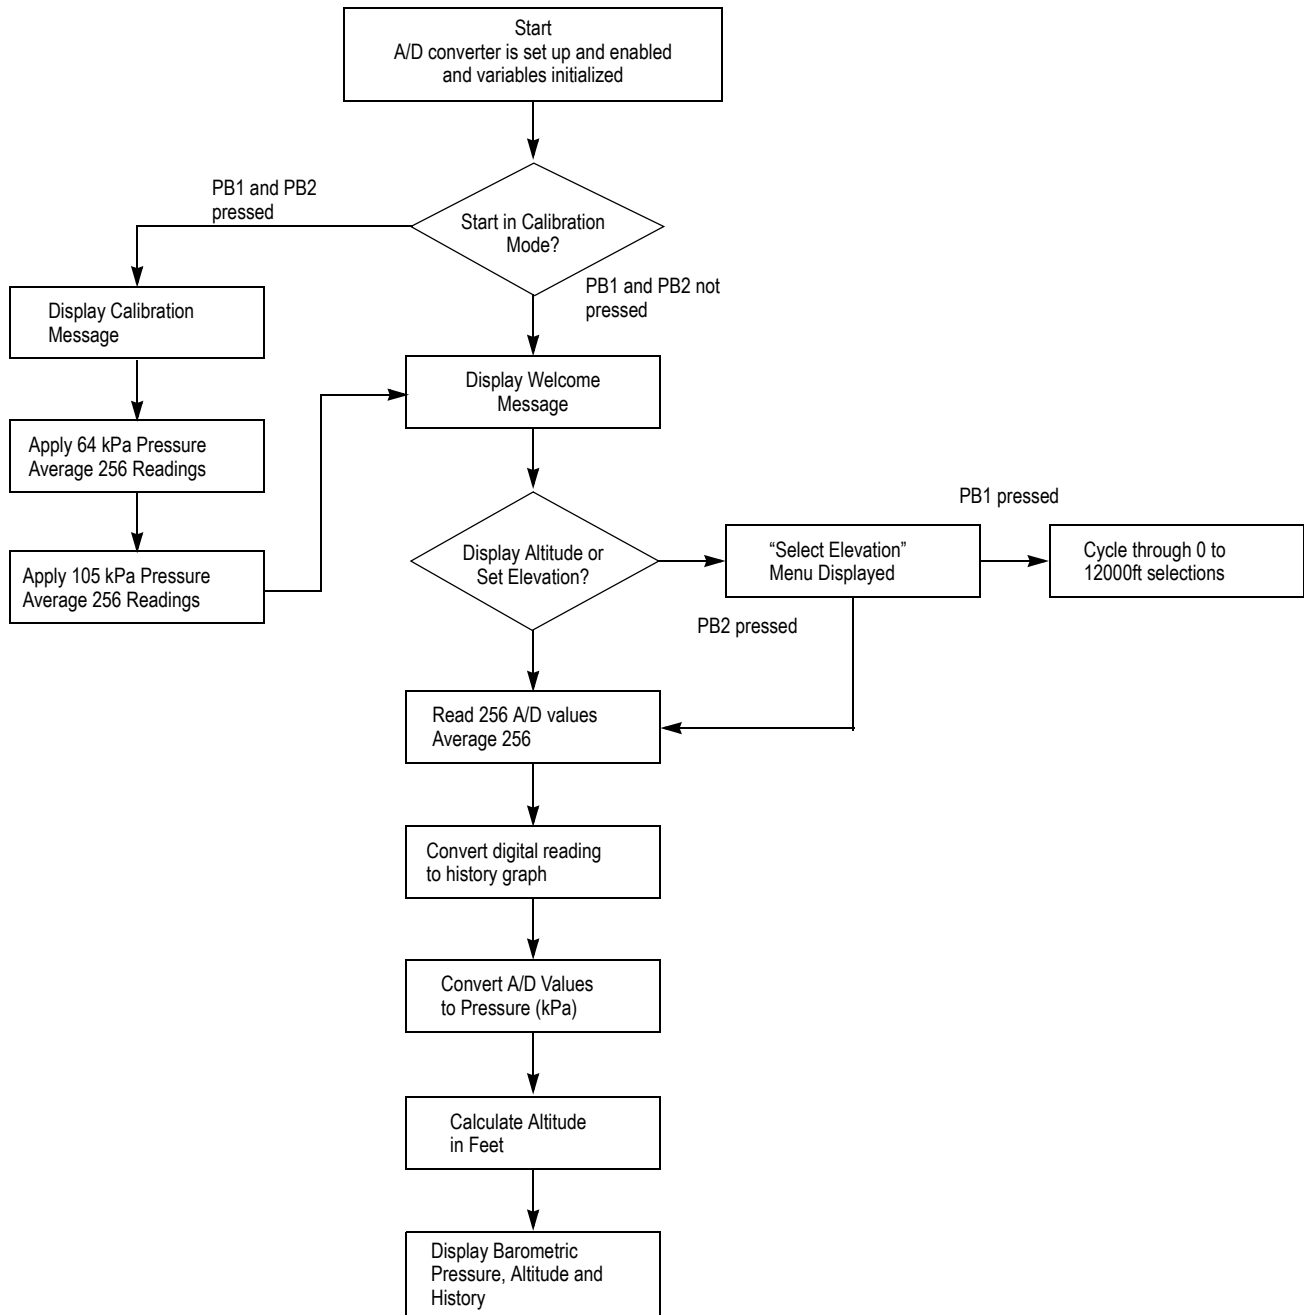 Start
A/D converter is set up and enabled
and variables initialized
PB1 and PB2
pressed
Start in Calibration
Mode?
PB1 and PB2 not
pressed
Display Calibration
Message
Display Welcome
Message
Apply 64 kPa Pressure
Average 256 Readings
PB1 pressed
Display Altitude or
Set Elevation?
“Select Elevation”
Menu Displayed
Cycle through 0 to
12000ft selections
Apply 105 kPa Pressure
Average 256 Readings
PB2 pressed
Read 256 A/D values
Average 256
Convert digital reading
to history graph
Convert A/D Values
to Pressure (kPa)
Calculate Altitude
in Feet
Display Barometric
Pressure, Altitude and
History